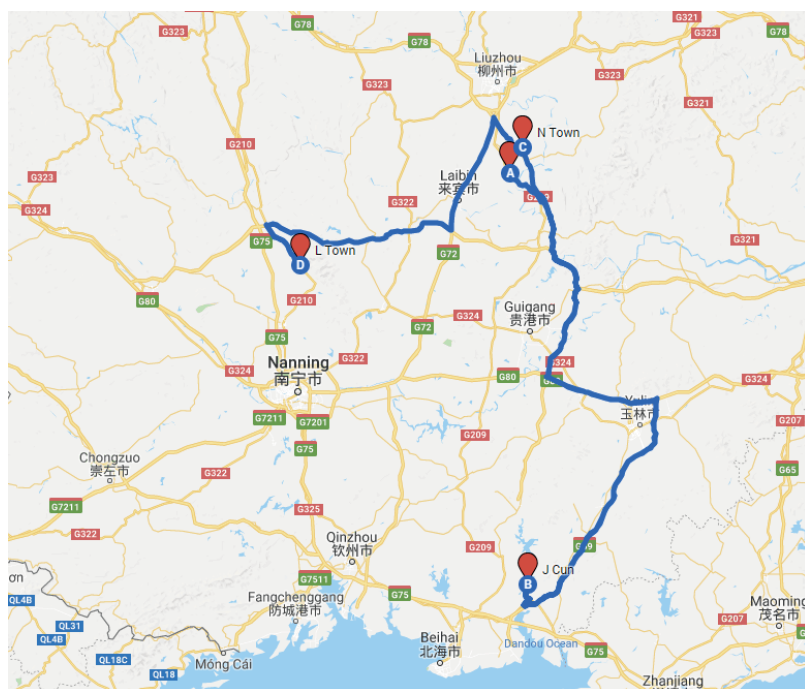 G323
G78
G78
G321
Liuzhou
柳州市
G78
G323
G323
G210
N Town
C
A
G323
Laibin
来宾市
G209
G324
G322
G321
G75
L Town
D
G72
G210
G80
Guigang
贵港市
G324
G75
G72
G322
G324
Nanning
南宁市
G324
G80
G324
玉林市
G7211
G7201
G207
G209
Chongzuo
崇左市
G75
G65
G322
G7211
G325
G322
Qinzhou
钦州市
G209
J Cun
B
QL4B
G7511
Fangchenggang
防城港市
G75
Maoming
茂名市
G207
QL31
QL4B
Beihai
北海市
Dandou Ocean
G75
QL18C
Móng Cái
QL18
Zhanjiang